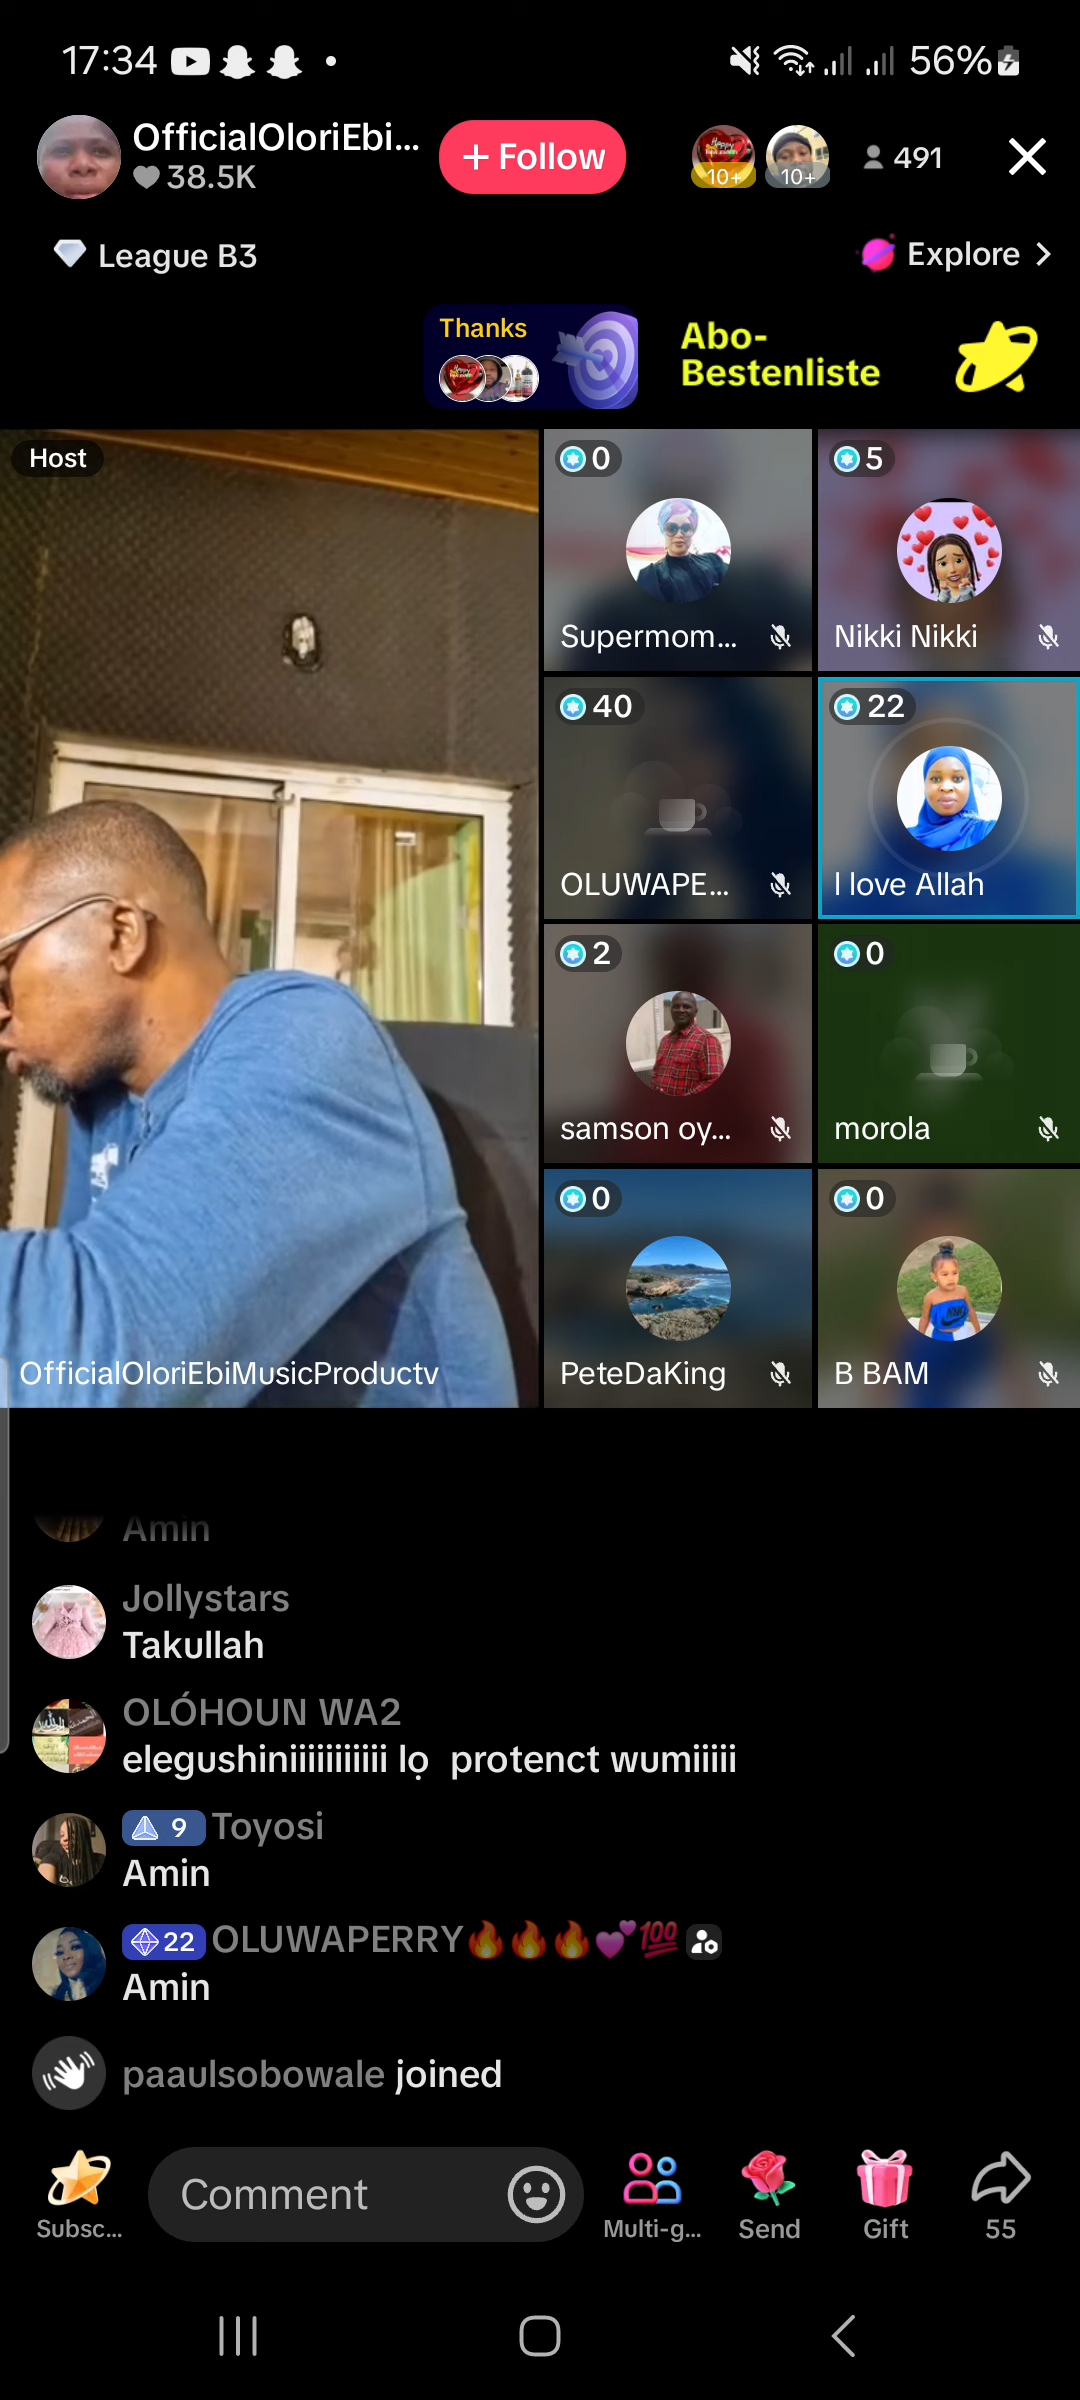 17:34
56%
OfficialOloriEbi...
38.5K
+ Follow
10+
10+
491
League B3
Explore
Thanks
Abo-
Bestenliste
Host
0
5
Supermom...
Nikki Nikki
40
22
OLUWAPE...
I love Allah
2
0
samson oy...
morola
0
0
OfficialOloriEbiMusicProductv
PeteDaKing
B BAM
Amin
Jollystars
Takullah
OLÓHOUN WA2
elegushiniiiiiiiiiii lọ protenct wumiiiii
9 Toyosi
Amin
22 OLUWAPERRY🔥🔥🔥💕💯
Amin
paaulsobowale joined
Comment
Subsc...
Multi-g...
Send
Gift
55